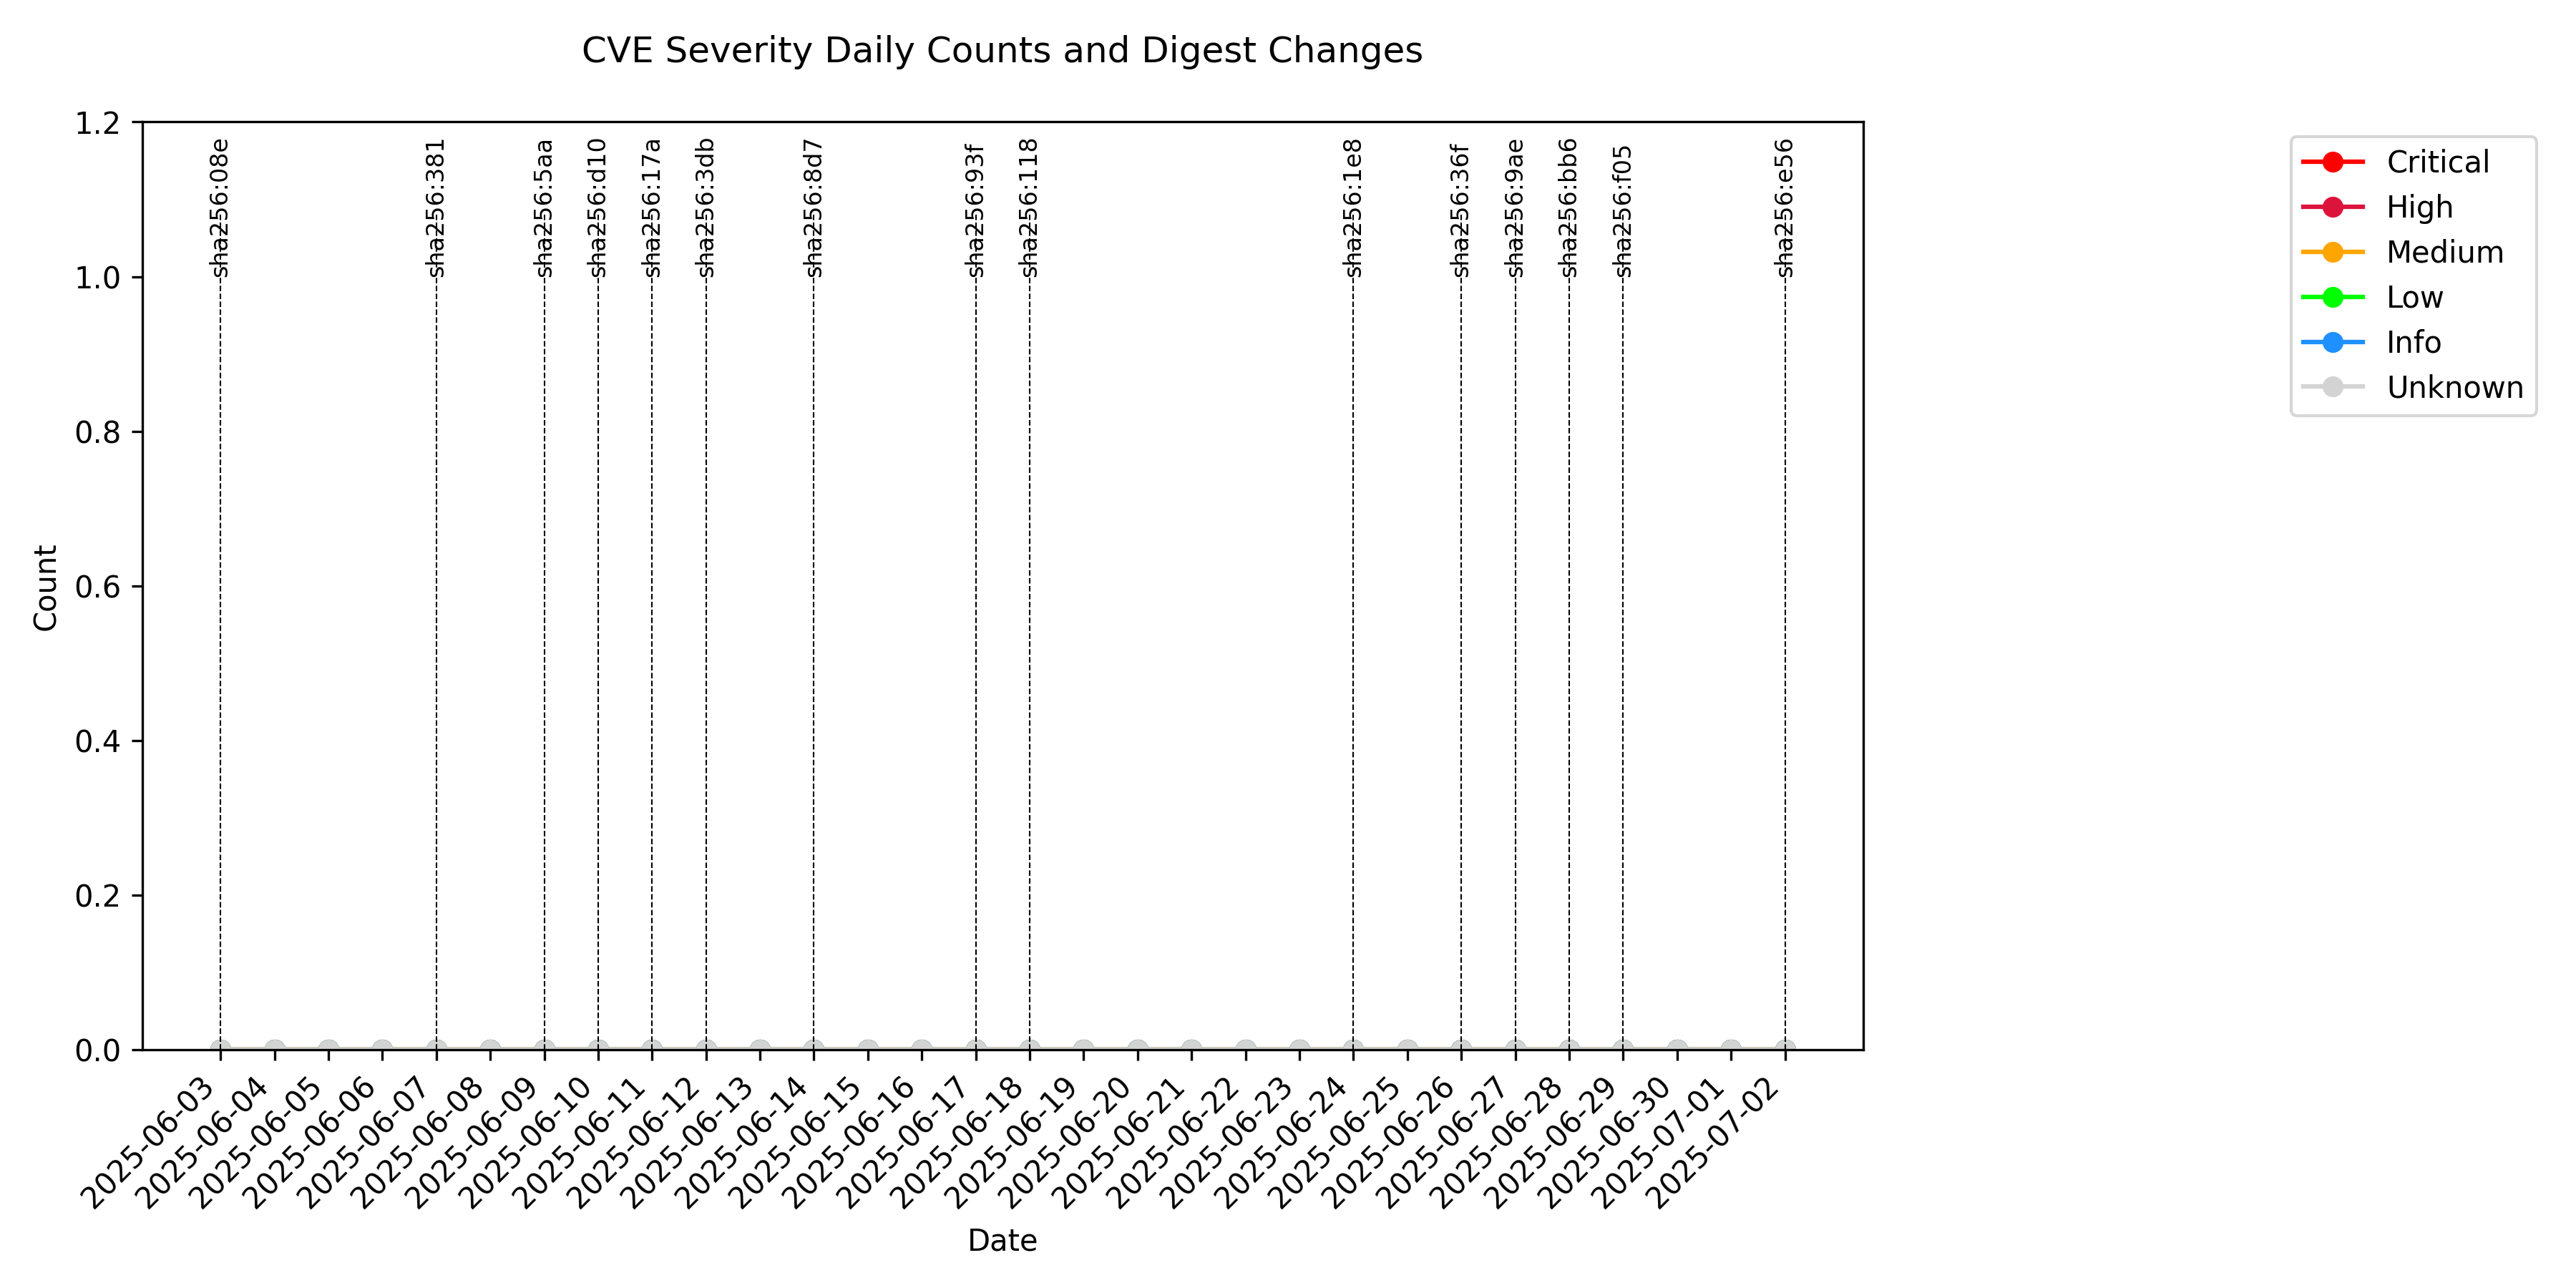 CVE Severity Daily Counts and Digest Changes
1.2
1.0
0.8
0.6
0.4
0.2
0.0
Count
sha256:08e
sha256:381
sha256:5aa
sha256:d10
sha256:17a
sha256:3db
sha256:8d7
sha256:93f
sha256:118
sha256:1e8
sha256:36f
sha256:9ae
sha256:bb6
sha256:f05
sha256:e56
Critical
High
Medium
Low
Info
Unknown
2025-06-03
2025-06-04
2025-06-05
2025-06-06
2025-06-07
2025-06-08
2025-06-09
2025-06-10
2025-06-11
2025-06-12
2025-06-13
2025-06-14
2025-06-15
2025-06-16
2025-06-17
2025-06-18
2025-06-19
2025-06-20
2025-06-21
2025-06-22
2025-06-23
2025-06-24
2025-06-25
2025-06-26
2025-06-27
2025-06-28
2025-06-29
2025-06-30
2025-07-01
2025-07-02
Date